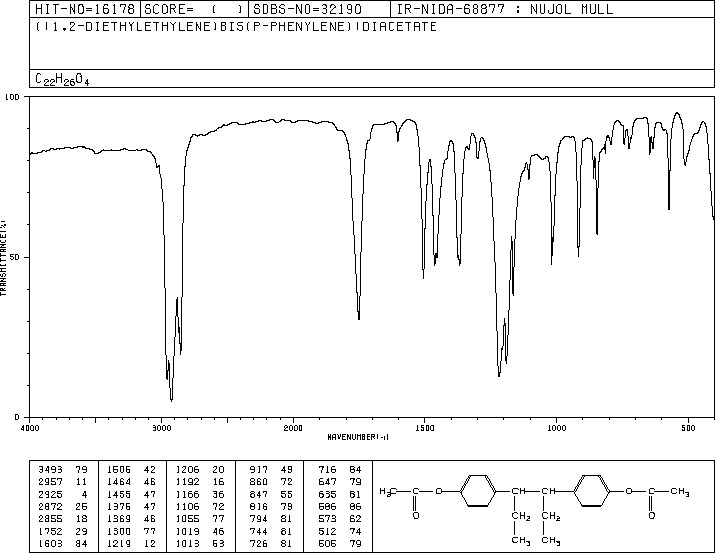 HIT-NO=16178 SCORE= ( ) SDBS-NO=32190 IR-NIDA-68877 : NUJOL MULL
((1,2-DIETHYLETHYLENE)BIS(P-PHENYLENE))DIACETATE
C22H26O4
100
50
0
TRANSMITTANCE(%)
4000 3000 2000 1500 1000 500
WAVENUMBER(-1)
3493 79 1506 42 1206 20 917 49 716 84
2957 11 1464 46 1192 16 860 72 647 79
2925 4 1455 47 1166 36 847 55 635 81
2872 26 1376 47 1106 72 816 79 586 86
2855 18 1369 46 1055 77 794 81 573 62
1752 29 1300 77 1019 46 744 81 512 74
1603 84 1219 12 1013 63 726 81 505 79
H3C C O CH CH O C CH3
O CH2 CH2 O
CH3 CH3